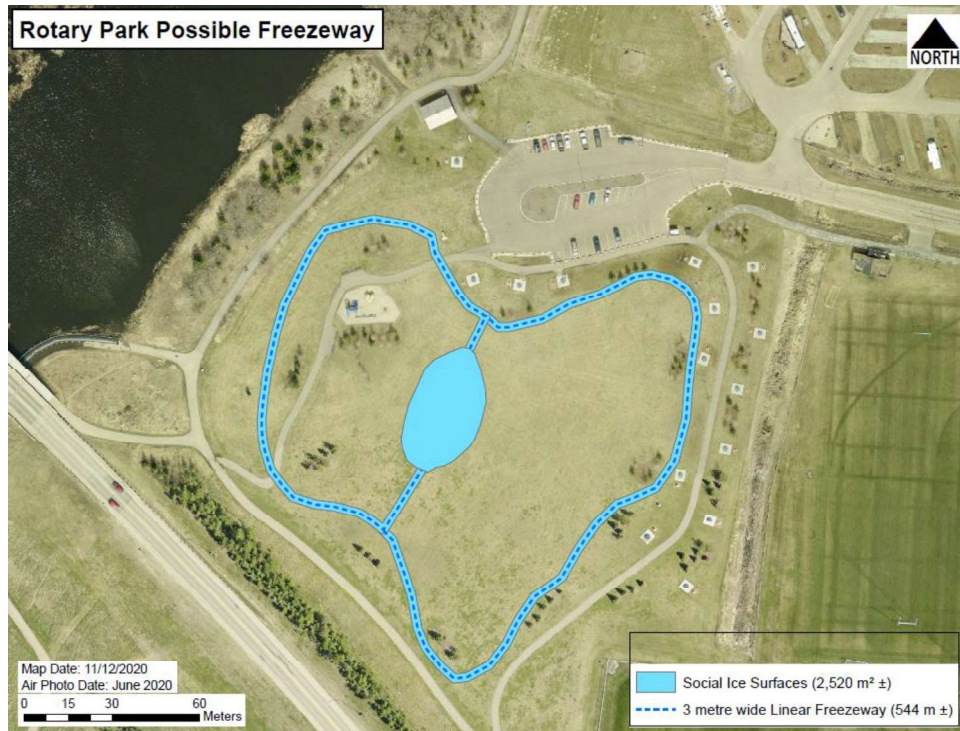 Rotary Park Possible Freezeway
NORTH
Map Date: 11/12/2020
Air Photo Date: June 2020
0 15 30 60
Meters
Social Ice Surfaces (2,520 m² ±)
3 metre wide Linear Freezeway (544 m ±)